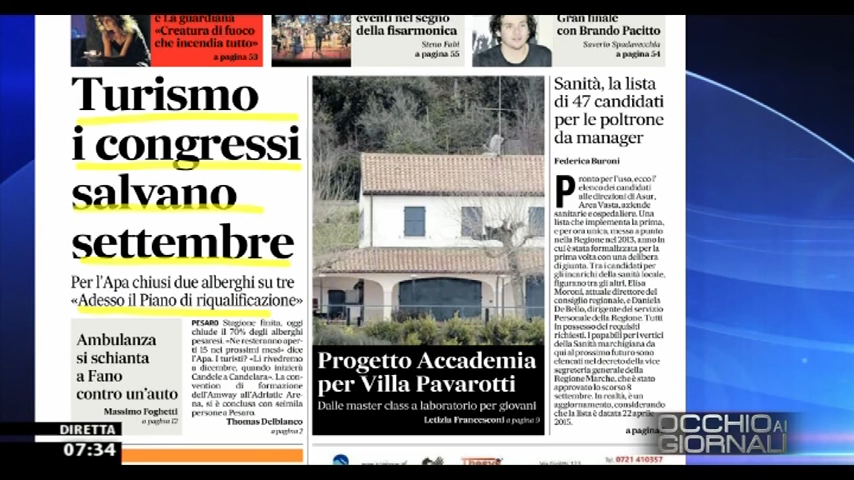 e La guardiana
«Creatura di fuoco
che incendia tutto»
a pagina 53
eventi nel segno
della fisarmonica
Steno Fabi
a pagina 55
Gran finale
con Brando Pacitto
Saverio Spadavecchia
a pagina 54
Turismo
i congressi
salvano
settembre
Per l'Apa chiusi due alberghi su tre
«Adesso il Piano di riqualificazione»
Ambulanza
si schianta
a Fano
contro un'auto
Massimo Foghetti
a pagina 12
PESARO Stagione finita, oggi
chiude il 70% degli alberghi
pesaresi. «Ne resteranno aper-
ti 15 nei prossimi mesi» dice
l'Apa. I turisti? «Li rivedremo
a dicembre, quando inizierà
Candele a Candelara». La con-
vention di formazione
dell'Amway all'Adriatic Are-
na, si è conclusa con seimila
persone a Pesaro.
Thomas Delbianco
a pagina 2
Progetto Accademia
per Villa Pavarotti
Dalle master class a laboratorio per giovani
Letizia Francesconi a pagina 9
Sanità, la lista
di 47 candidati
per le poltrone
da manager
Federica Buroni
Pronto per l'uso, ecco l'
elenco dei candidati
alle direzioni di Asur,
Area Vasta, aziende
sanitarie e ospedaliere. Una
lista che implementa la prima,
e per ora unica, messa a punto
nella Regione nel 2013, anno in
cui è stata formalizzata per la
prima volta con una delibera
di giunta. Tra i candidati per
gli incarichi della sanità locale,
figurano tra gli altri, Elisa
Moroni, attuale direttore del
consiglio regionale, e Daniela
De Bello, dirigente del servizio
Personale della Regione. Tutti
in possesso dei requisiti
richiesti. I papabili per i vertici
della Sanità marchigiana da
qui al prossimo futuro sono
elencati nel decreto della vice
segreteria generale della
Regione Marche, che è stato
approvato lo scorso 8
settembre. In realtà, è un
aggiornamento, considerando
che la lista è datata 22 aprile
2015.
a pagina
DIRETTA
07:34
OCCHIO AI
GIORNALI
Tel. 0721 410357